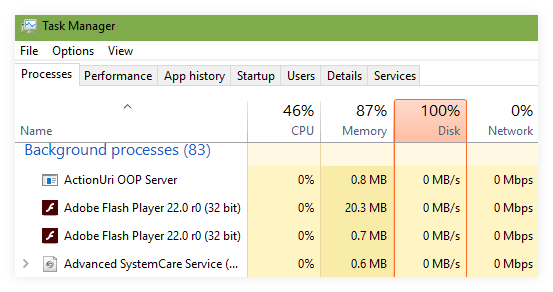 Task Manager
File Options View
Processes Performance App history Startup Users Details Services
46% 87% 100% 0%
Name CPU Memory Disk Network
Background processes (83)
ActionUri OOP Server 0% 0.8 MB 0 MB/s 0 Mbps
Adobe Flash Player 22.0 r0 (32 bit) 0% 20.3 MB 0 MB/s 0 Mbps
Adobe Flash Player 22.0 r0 (32 bit) 0% 0.7 MB 0 MB/s 0 Mbps
Advanced SystemCare Service (... 0% 0.6 MB 0 MB/s 0 Mbps